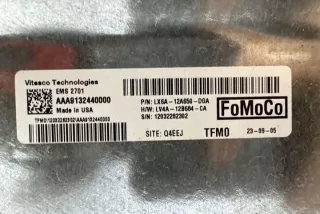 Vitesco Technologies
EMS 2701
AAA9132440000
Made in USA
P/N: LX6A-12A650-DGA
H/W: LV4A-12B684-CA
S/N: 12032282302
FoMoCo
SITE: Q4EEJ
TFM0
23-09-05